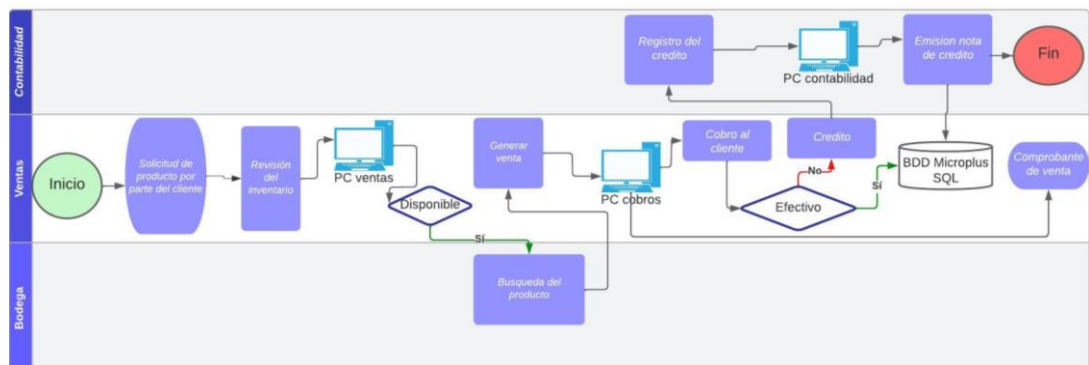 Contabilidad
Registro del
credito
PC contabilidad
Emision nota
de credito
Fin
Ventas
Inicio
Solicitud de
producto por
parte del cliente
Revisión
del
inventario
PC ventas
Disponible
Sí
Generar
venta
PC cobros
Cobro al
cliente
Efectivo
No
Credito
Sí
BDD Microplus
SQL
Comprobante
de venta
Bodega
Busqueda del
producto